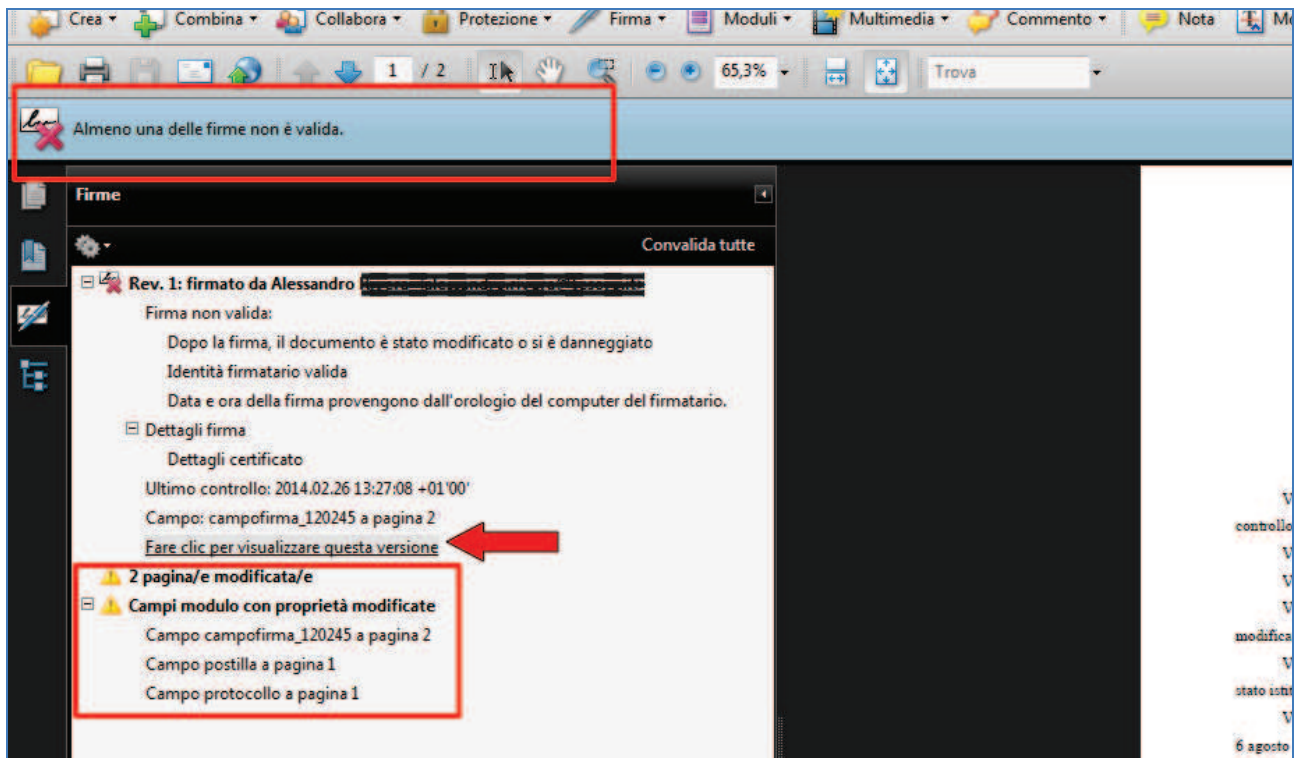 Crea Combina Collabora Protezione Firma Moduli Multimedia Commento Nota
1 / 2 65,3% Trova
Almeno una delle firme non è valida.
Firme
Convalida tutte
Rev. 1: firmato da Alessandro
Firma non valida:
Dopo la firma, il documento è stato modificato o si è danneggiato
Identità firmatario valida
Data e ora della firma provengono dall'orologio del computer del firmatario.
Dettagli firma
Dettagli certificato
Ultimo controllo: 2014.02.26 13:27:08 +01'00'
Campo: campofirma_120245 a pagina 2
Fare clic per visualizzare questa versione
2 pagina/e modificata/e
Campi modulo con proprietà modificate
Campo campofirma_120245 a pagina 2
Campo postilla a pagina 1
Campo protocollo a pagina 1
V
controllo
V
V
V
modifica
V
stato
V
6 agosto